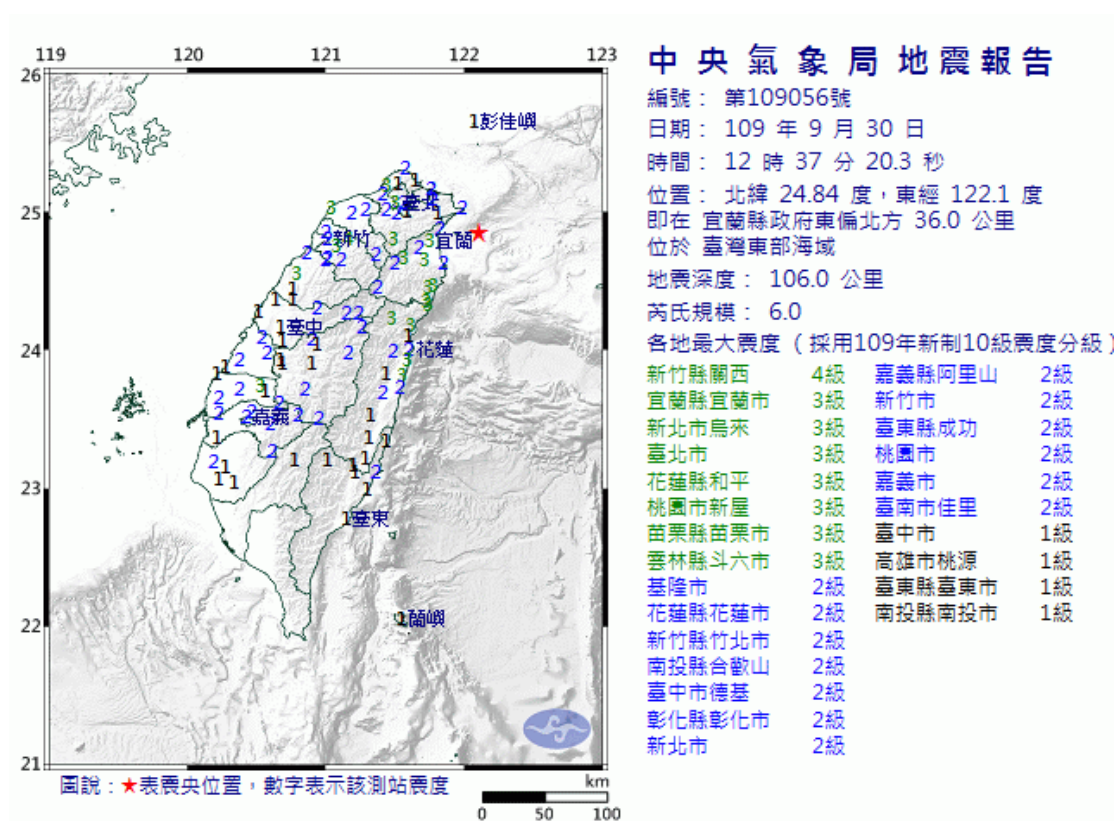 119 120 121 122 123
26
25
24
23
22
21
1彭佳嶼
臺北
新竹
宜蘭
臺中
花蓮
嘉義
臺東
1蘭嶼
圖說：★表震央位置，數字表示該測站震度
km
0 50 100
中央氣象局地震報告
編號： 第109056號
日期： 109 年 9 月 30 日
時間： 12 時 37 分 20.3 秒
位置： 北緯 24.84 度，東經 122.1 度
即在 宜蘭縣政府東偏北方 36.0 公里
位於 臺灣東部海域
地震深度： 106.0 公里
芮氏規模： 6.0
各地最大震度（採用109年新制10級震度分級）
新竹縣關西 4級 嘉義縣阿里山 2級
宜蘭縣宜蘭市 3級 新竹市 2級
新北市烏來 3級 臺東縣成功 2級
臺北市 3級 桃園市 2級
花蓮縣和平 3級 嘉義市 2級
桃園市新屋 3級 臺南市佳里 2級
苗栗縣苗栗市 3級 臺中市 1級
雲林縣斗六市 3級 高雄市桃源 1級
基隆市 2級 臺東縣臺東市 1級
花蓮縣花蓮市 2級 南投縣南投市 1級
新竹縣竹北市 2級
南投縣合歡山 2級
臺中市德基 2級
彰化縣彰化市 2級
新北市 2級